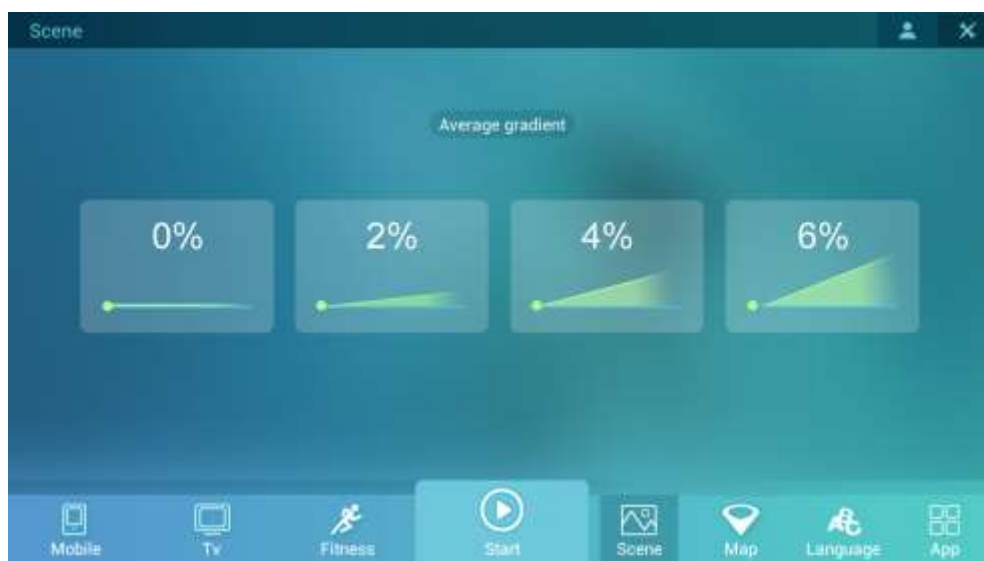 Scene
Average gradient
0% 2% 4% 6%
Mobile Tv Fitness Start Scene Map Language App